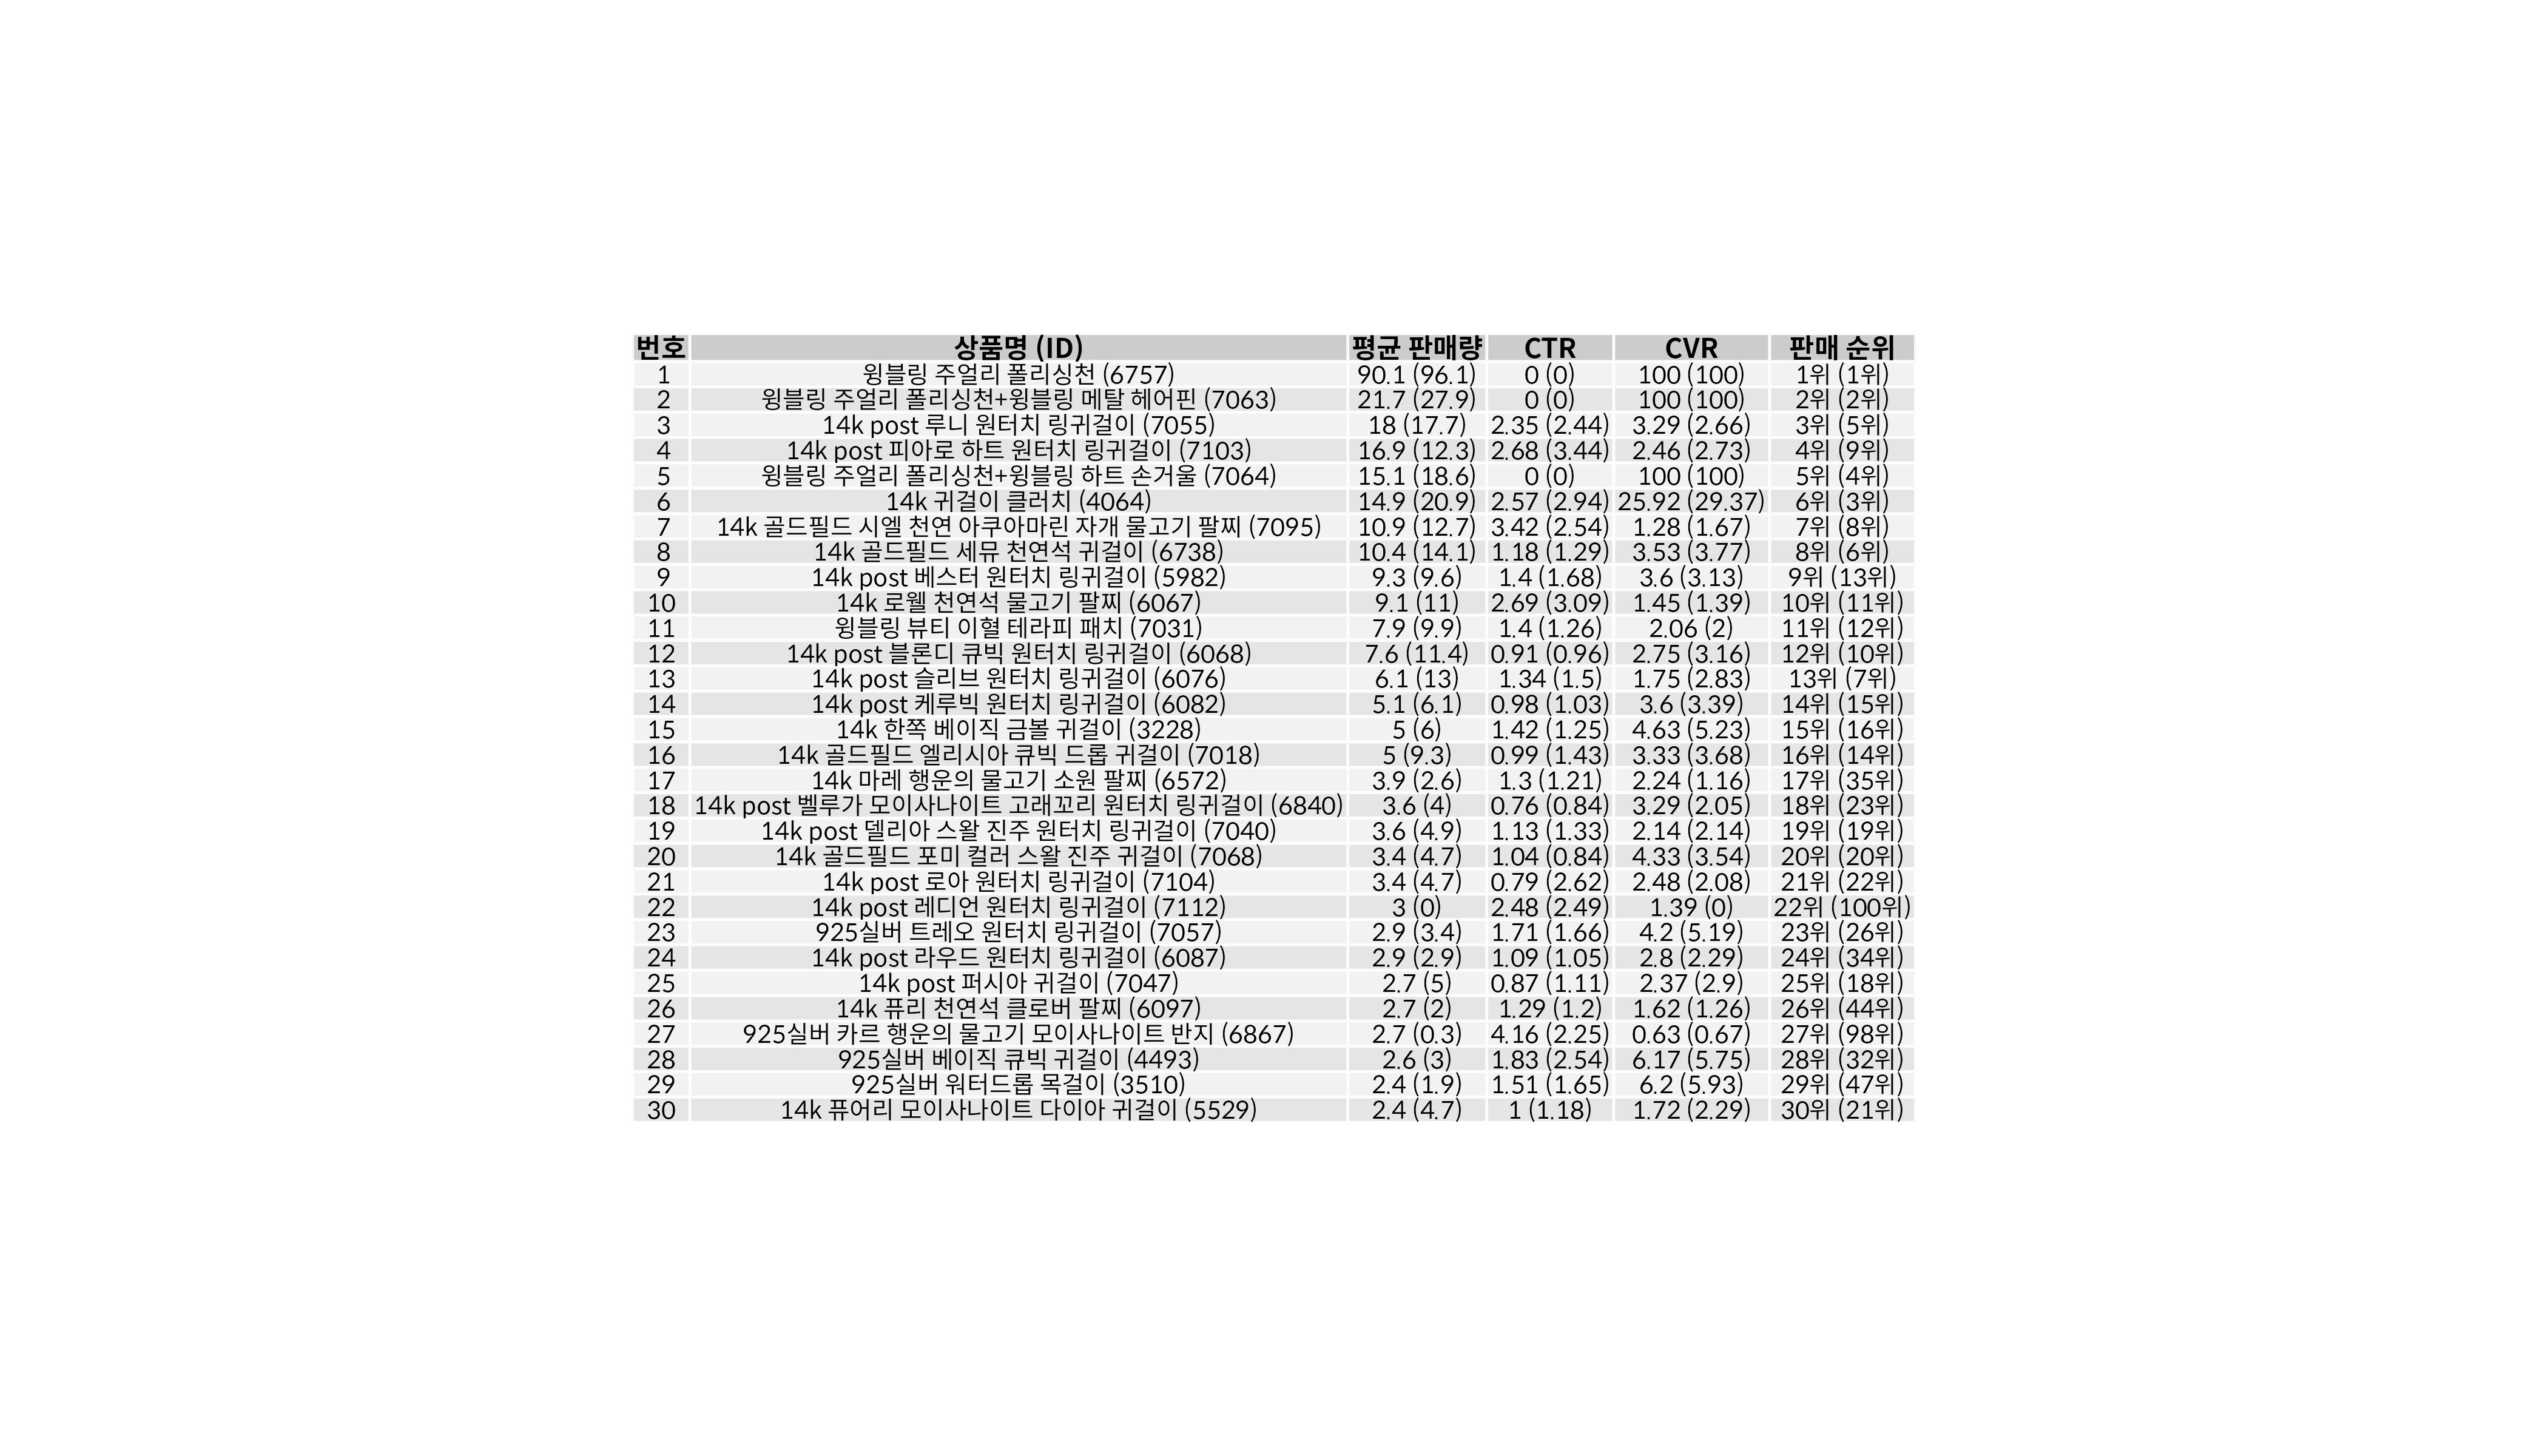 번호 상품명 (ID) 평균 판매량 CTR CVR 판매 순위
1 윙블링 주얼리 폴리싱천 (6757) 90.1 (96.1) 0 (0) 100 (100) 1위 (1위)
2 윙블링 주얼리 폴리싱천+윙블링 메탈 헤어핀 (7063) 21.7 (27.9) 0 (0) 100 (100) 2위 (2위)
3 14k post 루니 원터치 링귀걸이 (7055) 18 (17.7) 2.35 (2.44) 3.29 (2.66) 3위 (5위)
4 14k post 피아로 하트 원터치 링귀걸이 (7103) 16.9 (12.3) 2.68 (3.44) 2.46 (2.73) 4위 (9위)
5 윙블링 주얼리 폴리싱천+윙블링 하트 손거울 (7064) 15.1 (18.6) 0 (0) 100 (100) 5위 (4위)
6 14k 귀걸이 클러치 (4064) 14.9 (20.9) 2.57 (2.94) 25.92 (29.37) 6위 (3위)
7 14k 골드필드 시엘 천연 아쿠아마린 자개 물고기 팔찌 (7095) 10.9 (12.7) 3.42 (2.54) 1.28 (1.67) 7위 (8위)
8 14k 골드필드 세뮤 천연석 귀걸이 (6738) 10.4 (14.1) 1.18 (1.29) 3.53 (3.77) 8위 (6위)
9 14k post 베스터 원터치 링귀걸이 (5982) 9.3 (9.6) 1.4 (1.68) 3.6 (3.13) 9위 (13위)
10 14k 로웰 천연석 물고기 팔찌 (6067) 9.1 (11) 2.69 (3.09) 1.45 (1.39) 10위 (11위)
11 윙블링 뷰티 이혈 테라피 패치 (7031) 7.9 (9.9) 1.4 (1.26) 2.06 (2) 11위 (12위)
12 14k post 블론디 큐빅 원터치 링귀걸이 (6068) 7.6 (11.4) 0.91 (0.96) 2.75 (3.16) 12위 (10위)
13 14k post 슬리브 원터치 링귀걸이 (6076) 6.1 (13) 1.34 (1.5) 1.75 (2.83) 13위 (7위)
14 14k post 케루빅 원터치 링귀걸이 (6082) 5.1 (6.1) 0.98 (1.03) 3.6 (3.39) 14위 (15위)
15 14k 한쪽 베이직 금볼 귀걸이 (3228) 5 (6) 1.42 (1.25) 4.63 (5.23) 15위 (16위)
16 14k 골드필드 엘리시아 큐빅 드롭 귀걸이 (7018) 5 (9.3) 0.99 (1.43) 3.33 (3.68) 16위 (14위)
17 14k 마레 행운의 물고기 소원 팔찌 (6572) 3.9 (2.6) 1.3 (1.21) 2.24 (1.16) 17위 (35위)
18 14k post 벨루가 모이사나이트 고래꼬리 원터치 링귀걸이 (6840) 3.6 (4) 0.76 (0.84) 3.29 (2.05) 18위 (23위)
19 14k post 델리아 스왈 진주 원터치 링귀걸이 (7040) 3.6 (4.9) 1.13 (1.33) 2.14 (2.14) 19위 (19위)
20 14k 골드필드 포미 컬러 스왈 진주 귀걸이 (7068) 3.4 (4.7) 1.04 (0.84) 4.33 (3.54) 20위 (20위)
21 14k post 로아 원터치 링귀걸이 (7104) 3.4 (4.7) 0.79 (2.62) 2.48 (2.08) 21위 (22위)
22 14k post 레디언 원터치 링귀걸이 (7112) 3 (0) 2.48 (2.49) 1.39 (0) 22위 (100위)
23 925실버 트레오 원터치 링귀걸이 (7057) 2.9 (3.4) 1.71 (1.66) 4.2 (5.19) 23위 (26위)
24 14k post 라우드 원터치 링귀걸이 (6087) 2.9 (2.9) 1.09 (1.05) 2.8 (2.29) 24위 (34위)
25 14k post 퍼시아 귀걸이 (7047) 2.7 (5) 0.87 (1.11) 2.37 (2.9) 25위 (18위)
26 14k 퓨리 천연석 클로버 팔찌 (6097) 2.7 (2) 1.29 (1.2) 1.62 (1.26) 26위 (44위)
27 925실버 카르 행운의 물고기 모이사나이트 반지 (6867) 2.7 (0.3) 4.16 (2.25) 0.63 (0.67) 27위 (98위)
28 925실버 베이직 큐빅 귀걸이 (4493) 2.6 (3) 1.83 (2.54) 6.17 (5.75) 28위 (32위)
29 925실버 워터드롭 목걸이 (3510) 2.4 (1.9) 1.51 (1.65) 6.2 (5.93) 29위 (47위)
30 14k 퓨어리 모이사나이트 다이아 귀걸이 (5529) 2.4 (4.7) 1 (1.18) 1.72 (2.29) 30위 (21위)